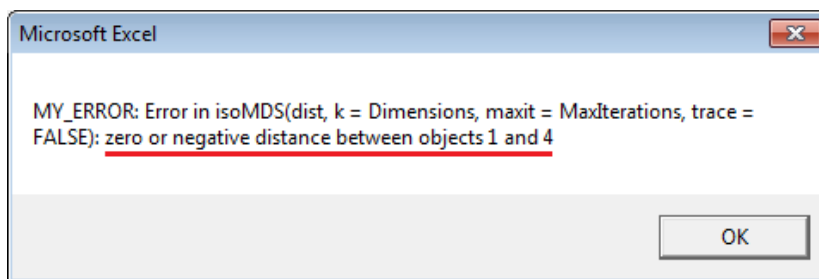 Microsoft Excel
MY_ERROR: Error in isoMDS(dist, k = Dimensions, maxit = MaxIterations, trace =
FALSE): zero or negative distance between objects 1 and 4
OK